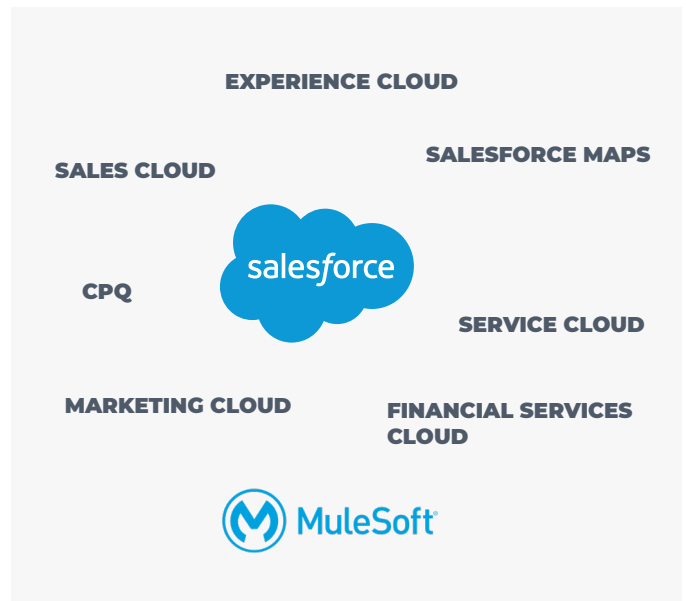 EXPERIENCE CLOUD
SALESFORCE MAPS
SALES CLOUD
salesforce
CPQ
SERVICE CLOUD
MARKETING CLOUD
FINANCIAL SERVICES
CLOUD
MuleSoft